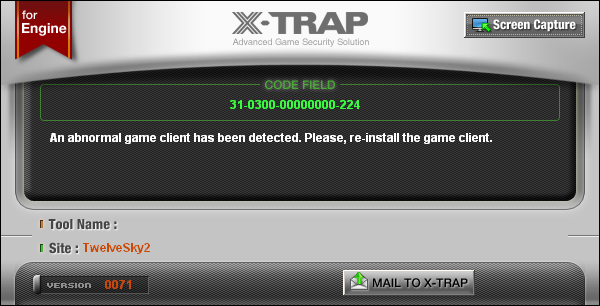 for
Engine
X-TRAP
Advanced Game Security Solution
Screen Capture
CODE FIELD
31-0300-00000000-224
An abnormal game client has been detected. Please, re-install the game client.
Tool Name :
Site : TwelveSky2
VERSION 0071
MAIL TO X-TRAP